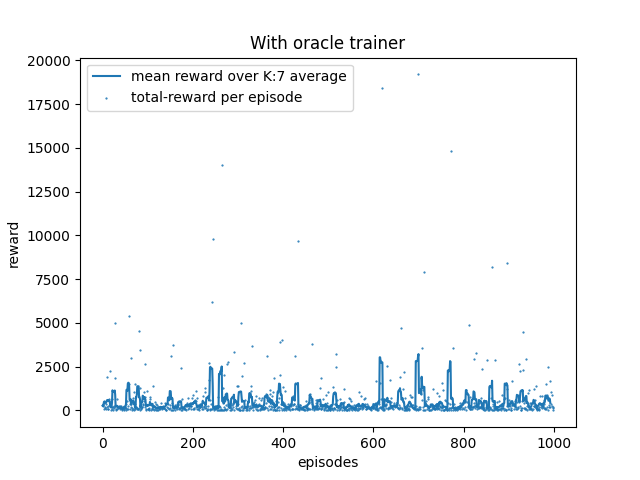 With oracle trainer
mean reward over K:7 average
total-reward per episode
20000
17500
15000
12500
10000
7500
5000
2500
0
reward
0 200 400 600 800 1000
episodes